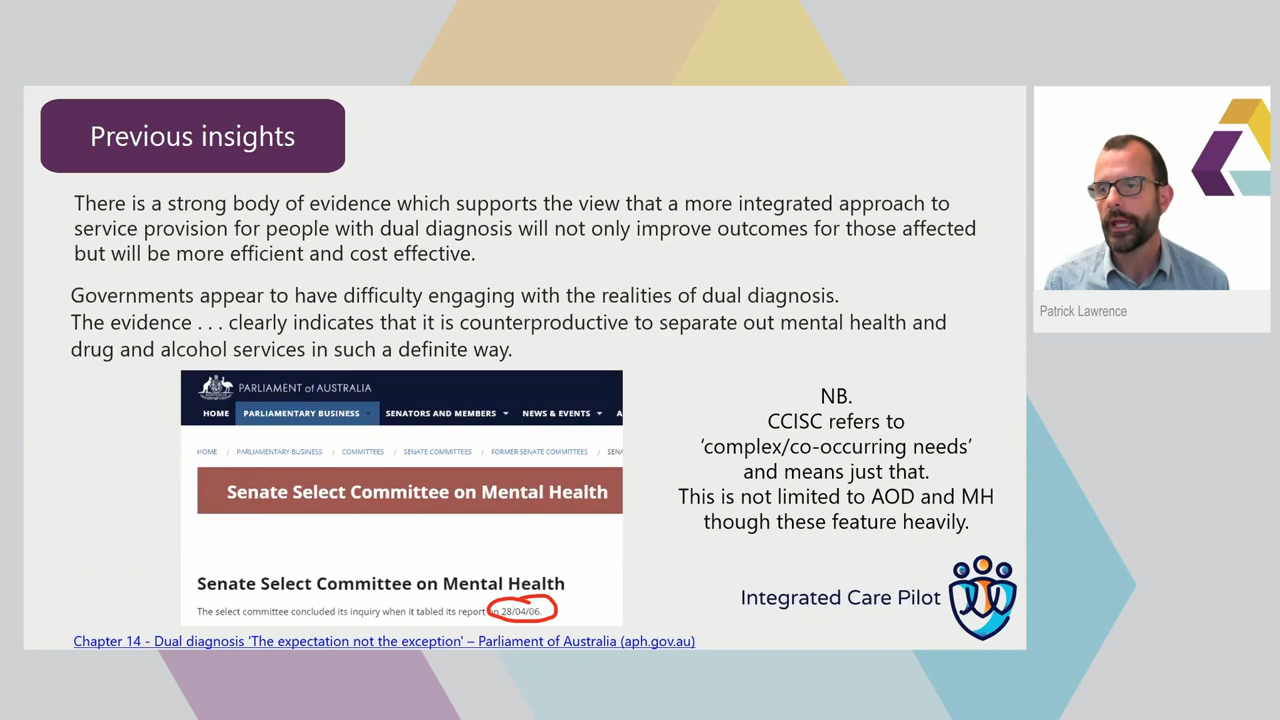 Previous insights
There is a strong body of evidence which supports the view that a more integrated approach to
service provision for people with dual diagnosis will not only improve outcomes for those affected
but will be more efficient and cost effective.
Governments appear to have difficulty engaging with the realities of dual diagnosis.
The evidence . . . clearly indicates that it is counterproductive to separate out mental health and
drug and alcohol services in such a definite way.
PARLIAMENT of AUSTRALIA
HOME PARLIAMENTARY BUSINESS SENATORS AND MEMBERS NEWS & EVENTS A
HOME / PARLIAMENTARY BUSINESS / COMMITTEES / SENATE COMMITTEES / FORMER SENATE COMMITTEES / SENA
Senate Select Committee on Mental Health
Senate Select Committee on Mental Health
The select committee concluded its inquiry when it tabled its report on 28/04/06.
Chapter 14 - Dual diagnosis 'The expectation not the exception' – Parliament of Australia (aph.gov.au)
NB.
CCISC refers to
‘complex/co-occurring needs’
and means just that.
This is not limited to AOD and MH
though these feature heavily.
Integrated Care Pilot
Patrick Lawrence